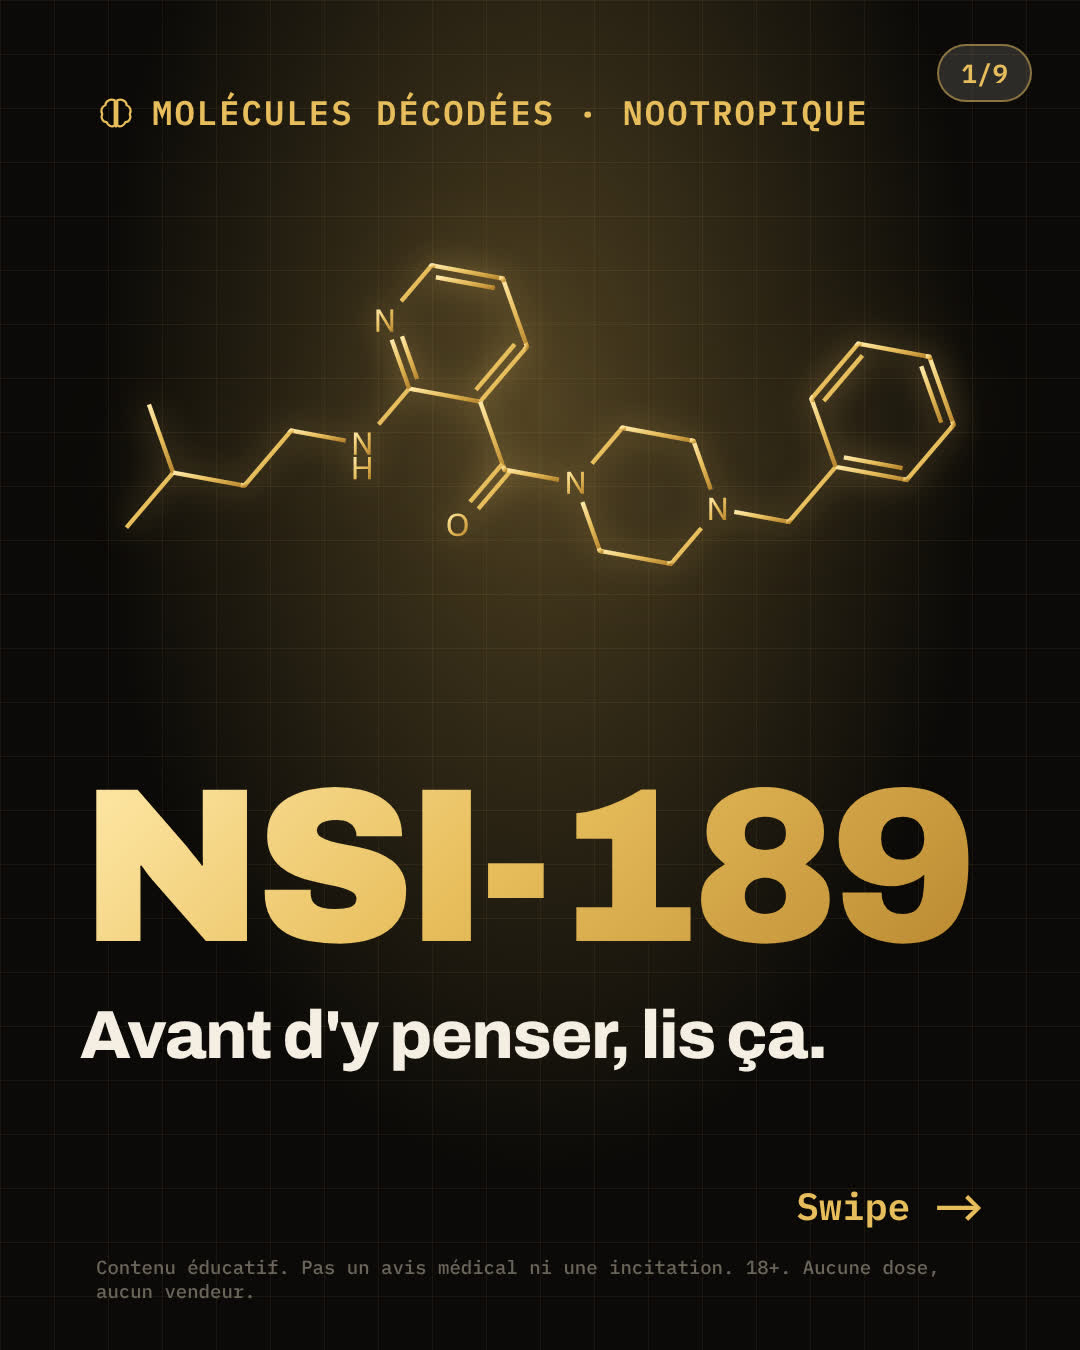 1/9
MOLÉCULES DÉCODÉES · NOOTROPIQUE
N
N
H
O
N
N
NSI-189
Avant d'y penser, lis ça.
Swipe →
Contenu éducatif. Pas un avis médical ni une incitation. 18+. Aucune dose,
aucun vendeur.